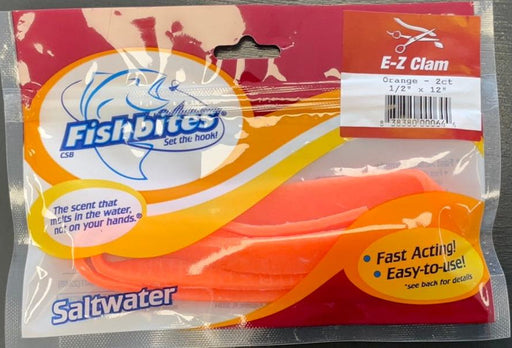 E-Z Clam
Orange - 2ct
1/2" x 12"
Fishbites®
Set the hook!
CSB
The scent that
melts in the water,
not on your hands.®
Fast Acting!
Easy-to-use!
*see back for details
Saltwater